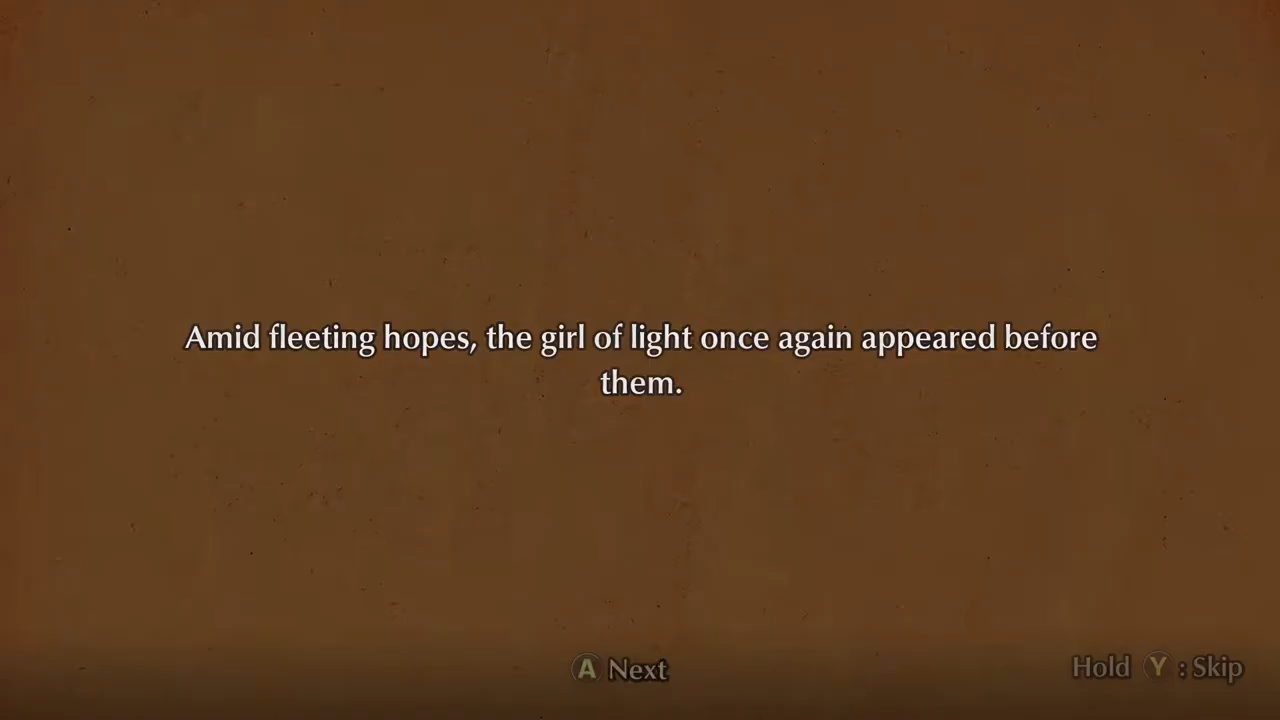 Amid fleeting hopes, the girl of light once again appeared before
them.
A Next
Hold Y : Skip